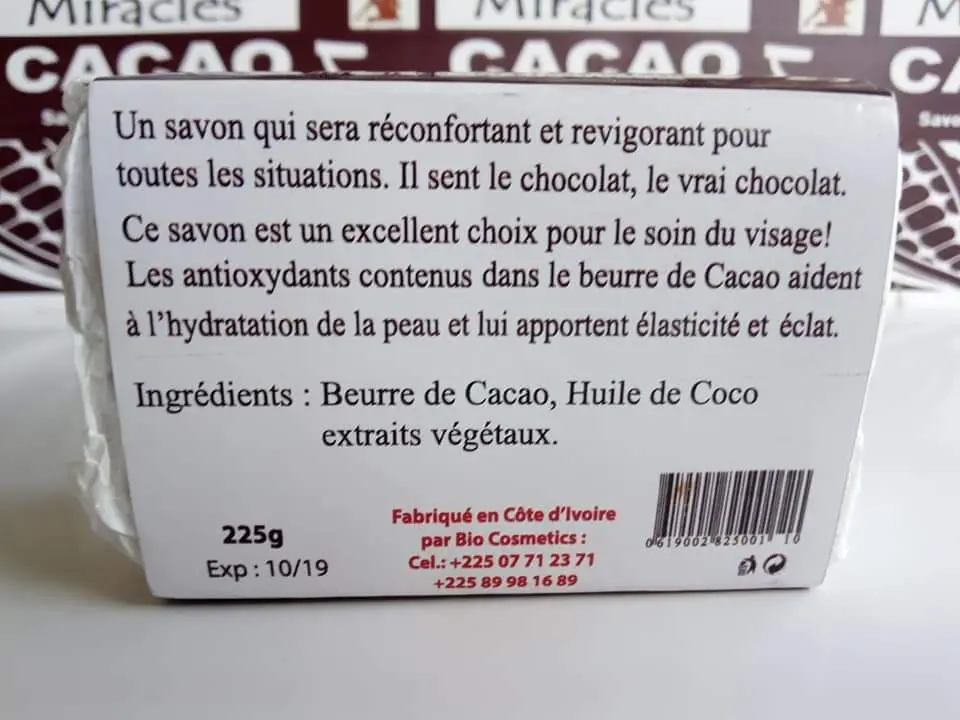 Miracles
Miracles
CACAO
CACAO
Un savon qui sera réconfortant et revigorant pour
toutes les situations. Il sent le chocolat, le vrai chocolat.
Ce savon est un excellent choix pour le soin du visage!
Les antioxydants contenus dans le beurre de Cacao aident
à l’hydratation de la peau et lui apportent élasticité et éclat.
Ingrédients : Beurre de Cacao, Huile de Coco
extraits végétaux.
225g
Exp : 10/19
Fabriqué en Côte d’Ivoire
par Bio Cosmetics :
Cel.: +225 07 71 23 71
+225 89 98 16 89
0 619002 825001 10